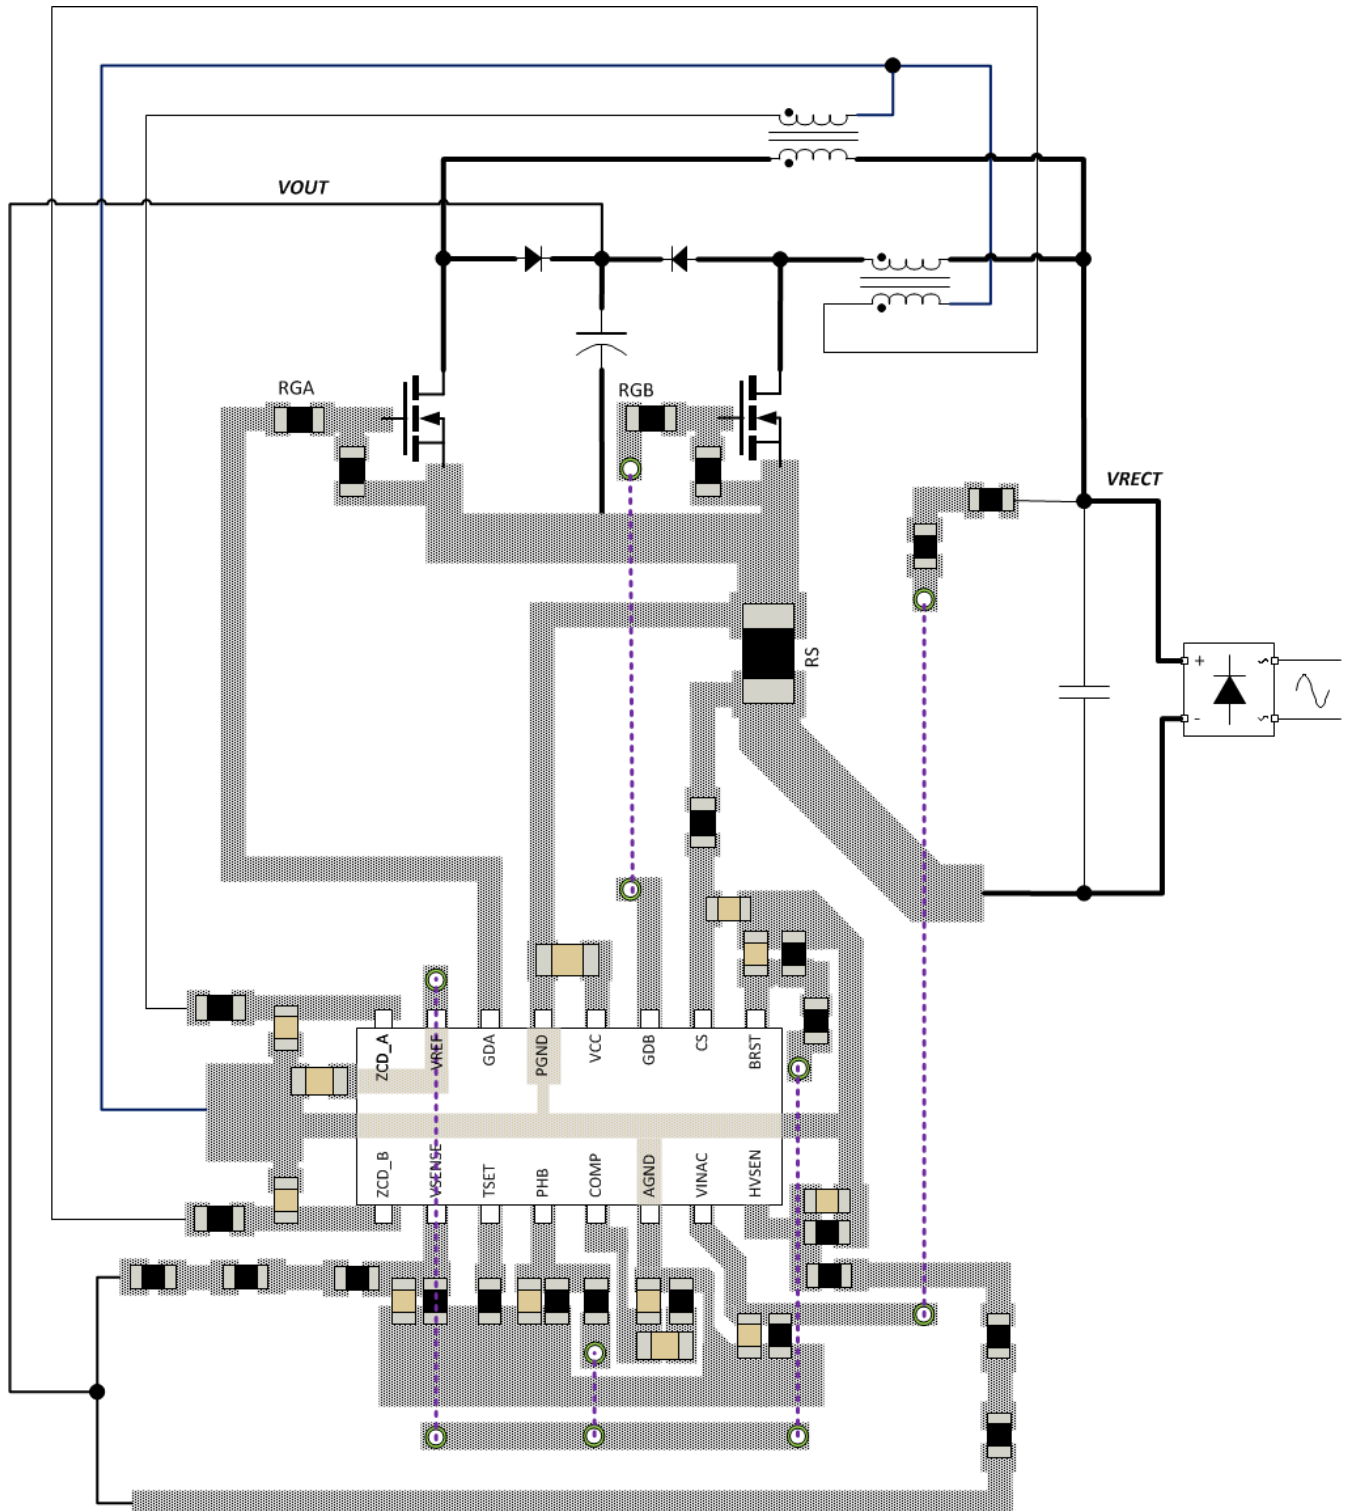 VOUT
RGA
RGB
VRECT
RS
+
-
ZCD_A
VREF
GDA
PGND
VCC
GDB
CS
BRST
ZCD_B
VSENSE
TSET
PHB
COMP
AGND
VINAC
HVSEN